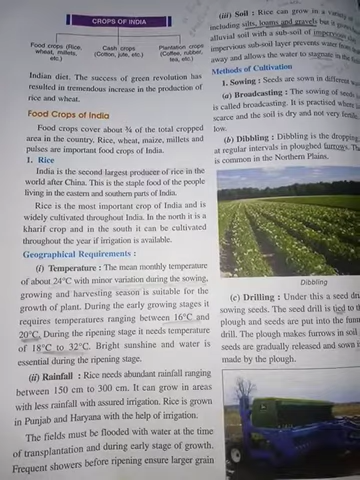 CROPS OF INDIA
Food crops (Rice, wheat, millets, etc.)
Cash crops (Cotton, jute, etc.)
Plantation crops (Coffee, rubber, tea, etc.)
Indian diet. The success of green revolution has
resulted in tremendous increase in the production
of rice and wheat.
Food Crops of India
Food crops cover about ¾ of the total cropped
area in the country. Rice, wheat, maize, millets and
pulses are important food crops of India.
1. Rice
India is the second largest producer of rice in the
world after China. This is the staple food of the people
living in the eastern and southern parts of India.
Rice is the most important crop of India and is
widely cultivated throughout India. In the north it is a
kharif crop and in the south it can be cultivated
throughout the year if irrigation is available.
Geographical Requirements :
(i) Temperature : The mean monthly temperature
of about 24°C with minor variation during the sowing,
growing and harvesting season is suitable for the
growth of plant. During the early growing stages it
requires temperatures ranging between 16°C and
20°C. During the ripening stage it needs temperature
of 18°C to 32°C. Bright sunshine and water is
essential during the ripening stage.
(ii) Rainfall : Rice needs abundant rainfall ranging
between 150 cm to 300 cm. It can grow in areas
with less rainfall with assured irrigation. Rice is grown
in Punjab and Haryana with the help of irrigation.
The fields must be flooded with water at the time
of transplantation and during early stage of growth.
Frequent showers before ripening ensure larger grain
(iii) Soil : Rice can grow in a variety of
including silts, loams and gravels but
alluvial soil with a sub-soil of impervious
impervious sub-soil layer prevents water from
away and allows the water to stagnate in the
Methods of Cultivation
1. Sowing : Seeds are sown in different
(a) Broadcasting : The sowing of seeds
is called broadcasting. It is practised where
scarce and the soil is dry and not very
low.
(b) Dibbling : Dibbling is the dropping
at regular intervals in ploughed furrows.
is common in the Northern Plains.
Dibbling
(c) Drilling : Under this a seed
sowing seeds. The seed drill is tied to
plough and seeds are put into the
drill. The plough makes furrows in soil
seeds are gradually released and sown
made by the plough.